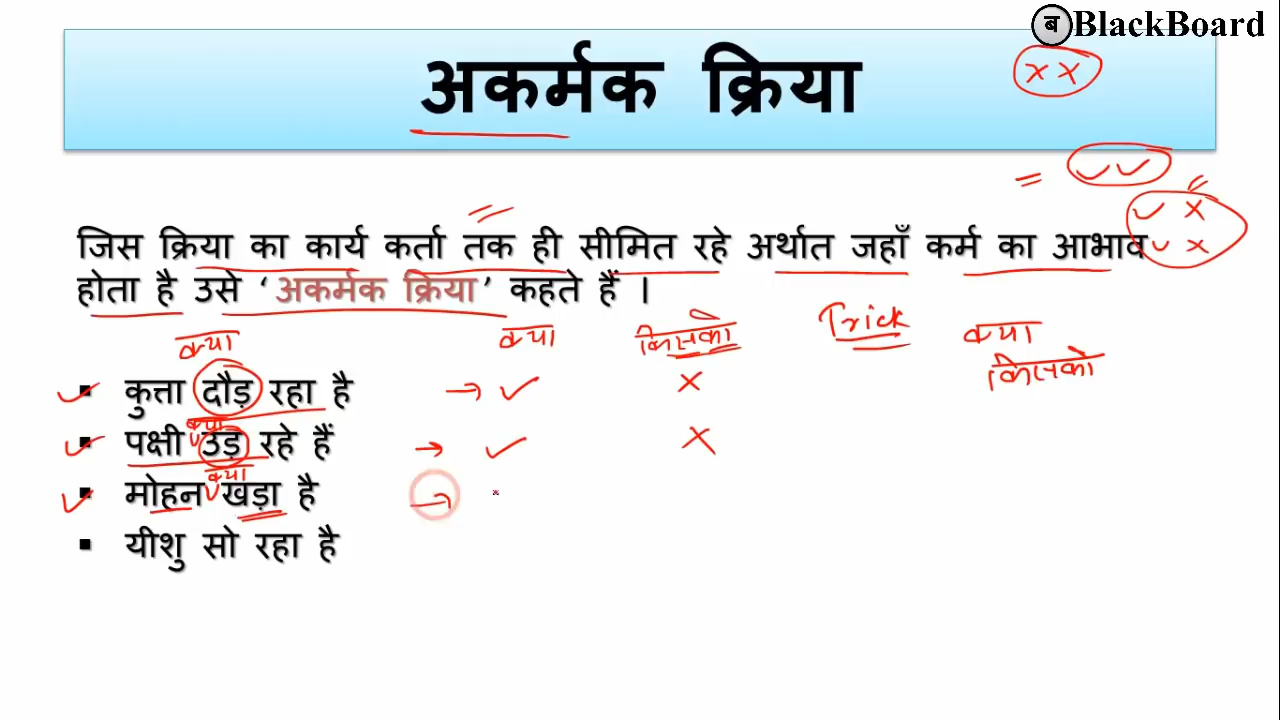 ब BlackBoard
अकर्मक क्रिया
जिस क्रिया का कार्य कर्ता तक ही सीमित रहे अर्थात जहाँ कर्म का आभाव
होता है उसे ‘अकर्मक क्रिया’ कहते हैं ।
Trick
क्या क्या किसको क्या
किसको
▪ कुत्ता दौड़ रहा है
क्या
▪ पक्षी उड़ रहे हैं
क्या
▪ मोहन खड़ा है
▪ यीशु सो रहा है